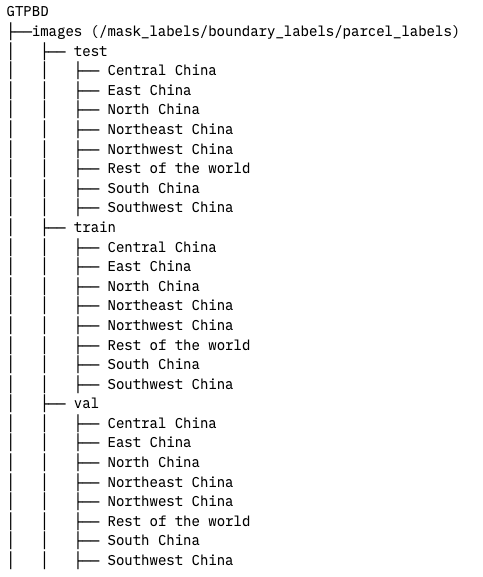 GTPBD
├──images (/mask_labels/boundary_labels/parcel_labels)
│   ├── test
│   │   ├── Central China
│   │   ├── East China
│   │   ├── North China
│   │   ├── Northeast China
│   │   ├── Northwest China
│   │   ├── Rest of the world
│   │   ├── South China
│   │   ├── Southwest China
│   ├── train
│   │   ├── Central China
│   │   ├── East China
│   │   ├── North China
│   │   ├── Northeast China
│   │   ├── Northwest China
│   │   ├── Rest of the world
│   │   ├── South China
│   │   ├── Southwest China
│   ├── val
│   │   ├── Central China
│   │   ├── East China
│   │   ├── North China
│   │   ├── Northeast China
│   │   ├── Northwest China
│   │   ├── Rest of the world
│   │   ├── South China
│   │   ├── Southwest China